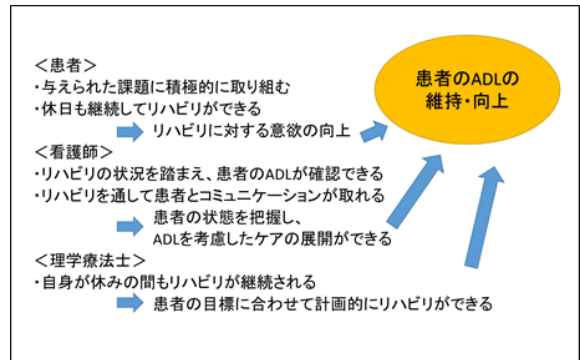 ＜患者＞
・与えられた課題に積極的に取り組む
・休日も継続してリハビリができる
リハビリに対する意欲の向上
＜看護師＞
・リハビリの状況を踏まえ、患者のADLが確認できる
・リハビリを通して患者とコミュニケーションが取れる
患者の状態を把握し、
ADLを考慮したケアの展開ができる
＜理学療法士＞
・自身が休みの間もリハビリが継続される
患者の目標に合わせて計画的にリハビリができる
患者のADLの
維持・向上